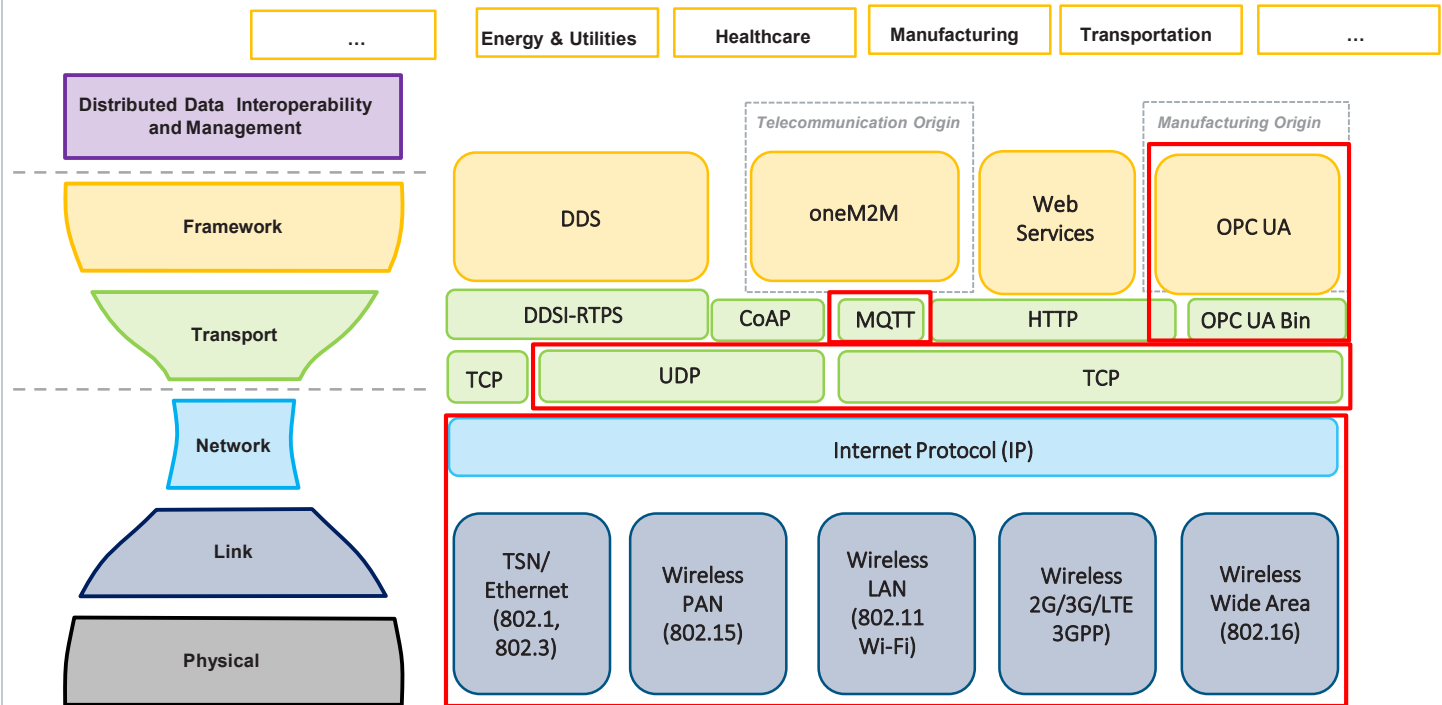 …
Energy & Utilities
Healthcare
Manufacturing
Transportation
…
Distributed Data Interoperability
and Management
Telecommunication Origin
Manufacturing Origin
Framework
DDS
oneM2M
Web
Services
OPC UA
Transport
DDSI-RTPS
CoAP
MQTT
HTTP
OPC UA Bin
TCP
UDP
TCP
Network
Internet Protocol (IP)
Link
TSN/
Ethernet
(802.1,
802.3)
Wireless
PAN
(802.15)
Wireless
LAN
(802.11
Wi-Fi)
Wireless
2G/3G/LTE
3GPP)
Wireless
Wide Area
(802.16)
Physical